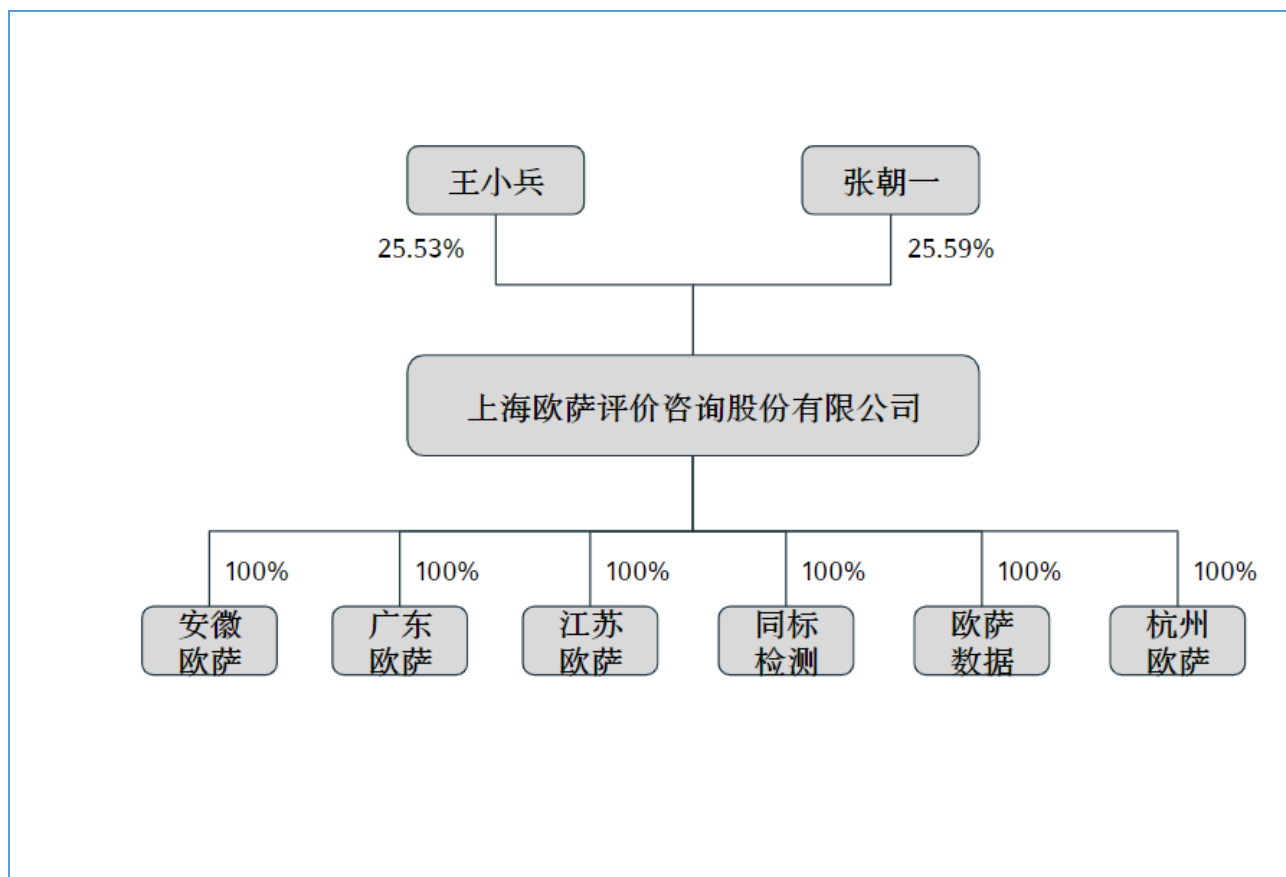 王小兵
张朝一
25.53%
25.59%
上海欧萨评价咨询股份有限公司
100%
100%
100%
100%
100%
100%
安徽
欧萨
广东
欧萨
江苏
欧萨
同标
检测
欧萨
数据
杭州
欧萨